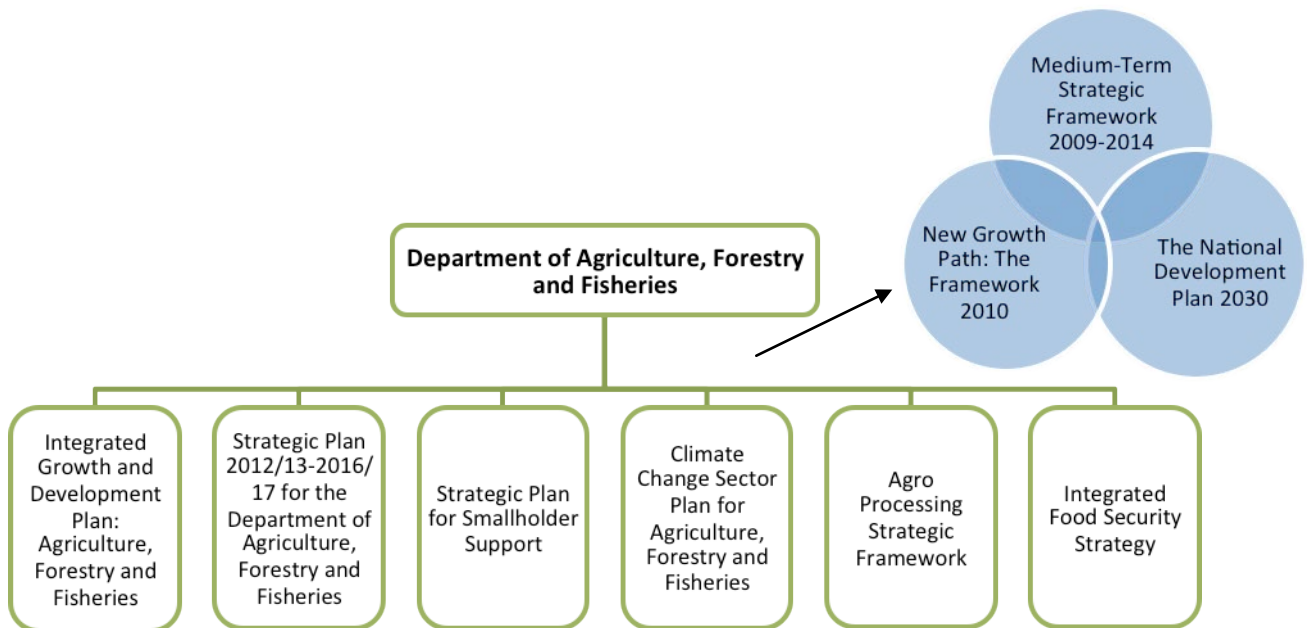 Medium-Term
Strategic
Framework
2009-2014
New Growth
Path: The
Framework
2010
The National
Development
Plan 2030
Department of Agriculture, Forestry
and Fisheries
Integrated
Growth and
Development
Plan:
Agriculture,
Forestry and
Fisheries
Strategic Plan
2012/13-2016/
17 for the
Department of
Agriculture,
Forestry and
Fisheries
Strategic Plan
for Smallholder
Support
Climate
Change Sector
Plan for
Agriculture,
Forestry and
Fisheries
Agro
Processing
Strategic
Framework
Integrated
Food Security
Strategy